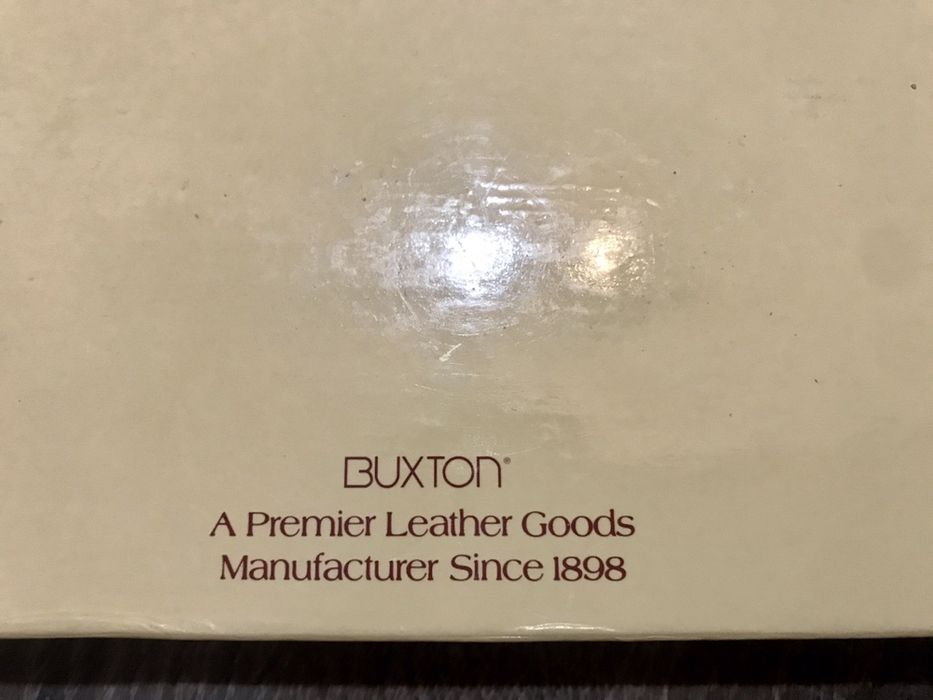 BUXTON®
A Premier Leather Goods
Manufacturer Since 1898